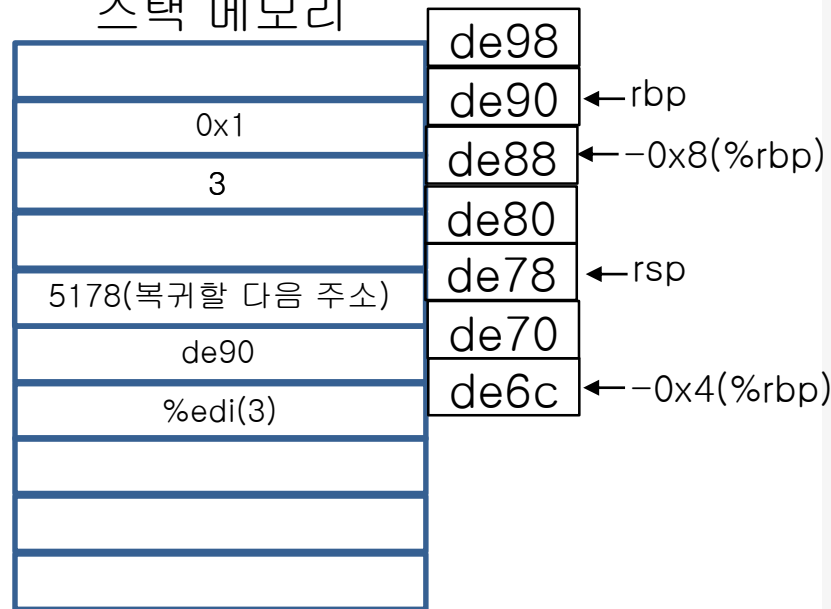 스택 메모리
de98
0x1
de90
←rbp
3
de88
←-0x8(%rbp)
de80
5178(복귀할 다음 주소)
de78
←rsp
de90
de70
%edi(3)
de6c
←-0x4(%rbp)